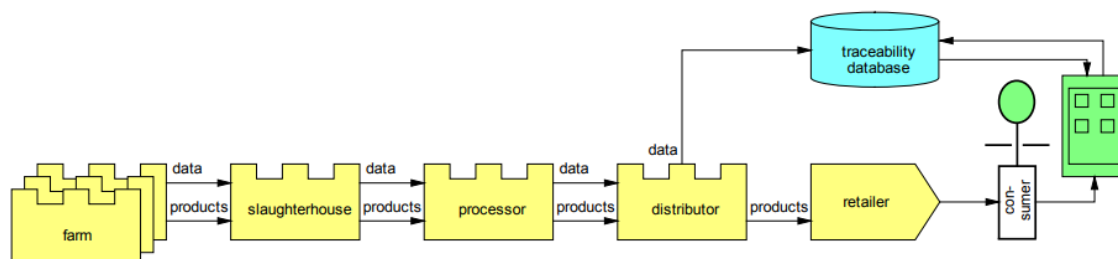 traceability
database
data
data
data
data
products
products
products
products
farm
slaughterhouse
processor
distributor
retailer
con-
sumer